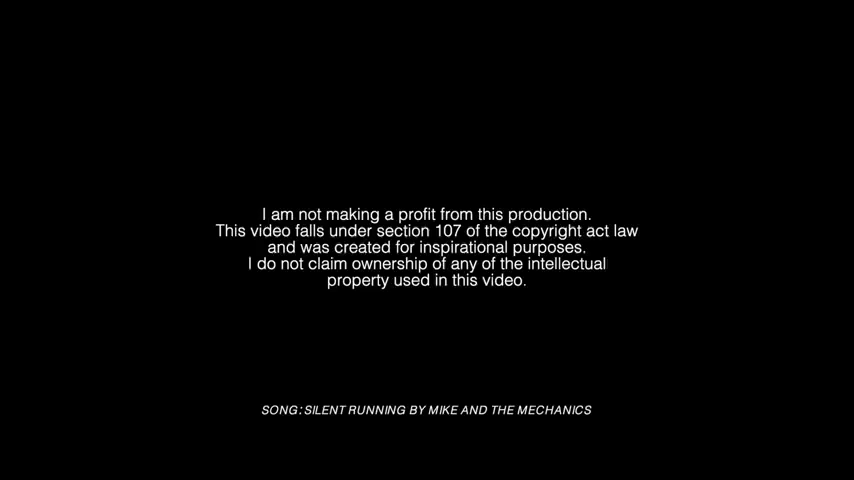 I am not making a profit from this production.
This video falls under section 107 of the copyright act law
and was created for inspirational purposes.
I do not claim ownership of any of the intellectual
property used in this video.
SONG: SILENT RUNNING BY MIKE AND THE MECHANICS